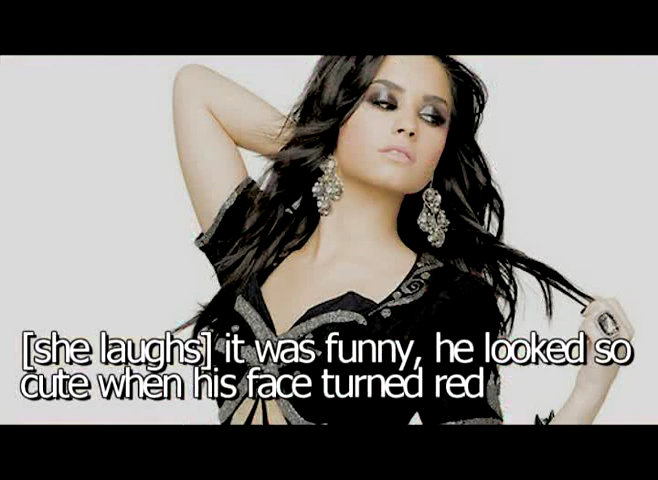 [she laughs] it was funny, he looked so
cute when his face turned red